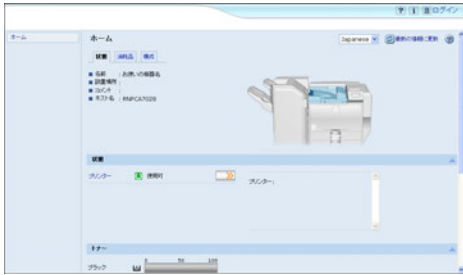 ログイン
ホーム
ホーム
Japanese
最新の情報に更新
状態
消耗品
構成
名前 : お使いの機器名
設置場所 :
コメント :
ホスト名 : RNPCA7028
状態
プリンター
使用可
プリンター :
トナー
0 50 100
ブラック